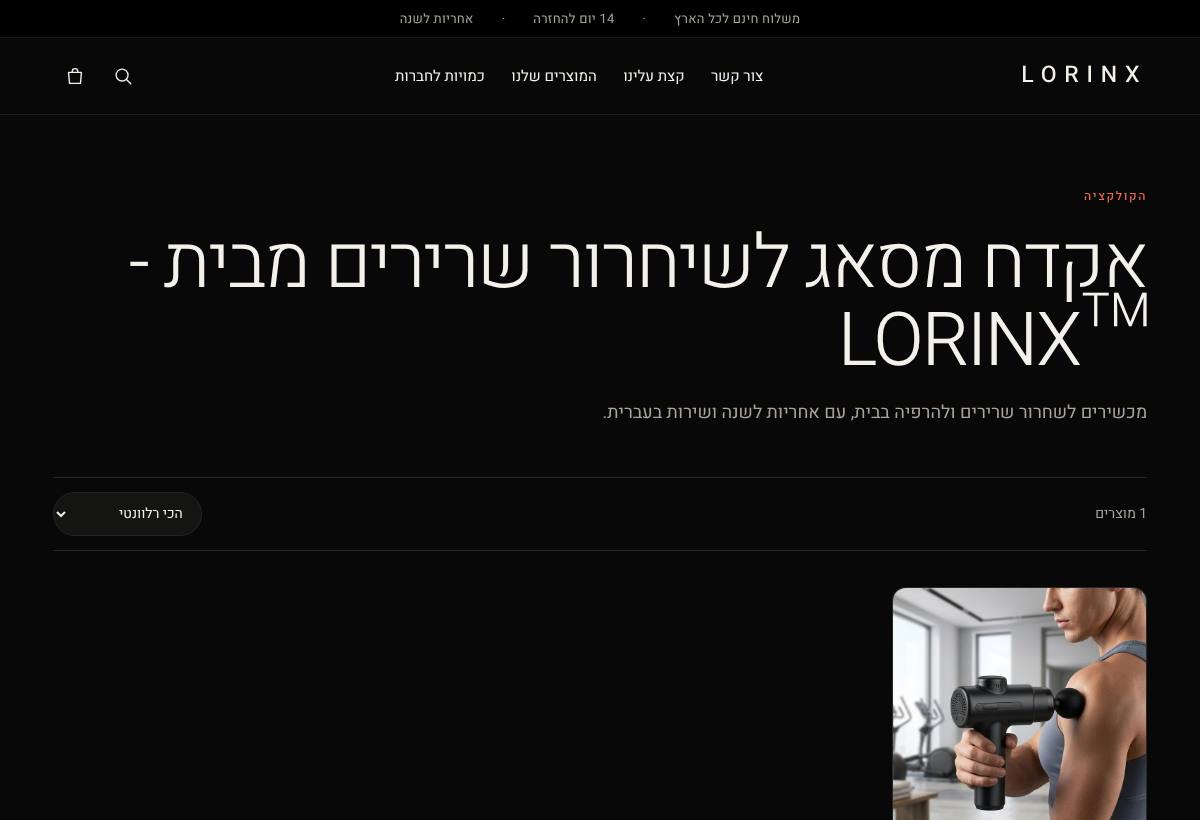 משלוח חינם לכל הארץ · 14 יום להחזרה · אחריות לשנה
LORINX
צור קשר קצת עלינו המוצרים שלנו כמויות לחברות
הקולקציה
אקדח מסאג לשיחרור שרירים מבית -
™LORINX
מכשירים לשחרור שרירים ולהרפיה בבית, עם אחריות לשנה ושירות בעברית.
1 מוצרים
הכי רלוונטי